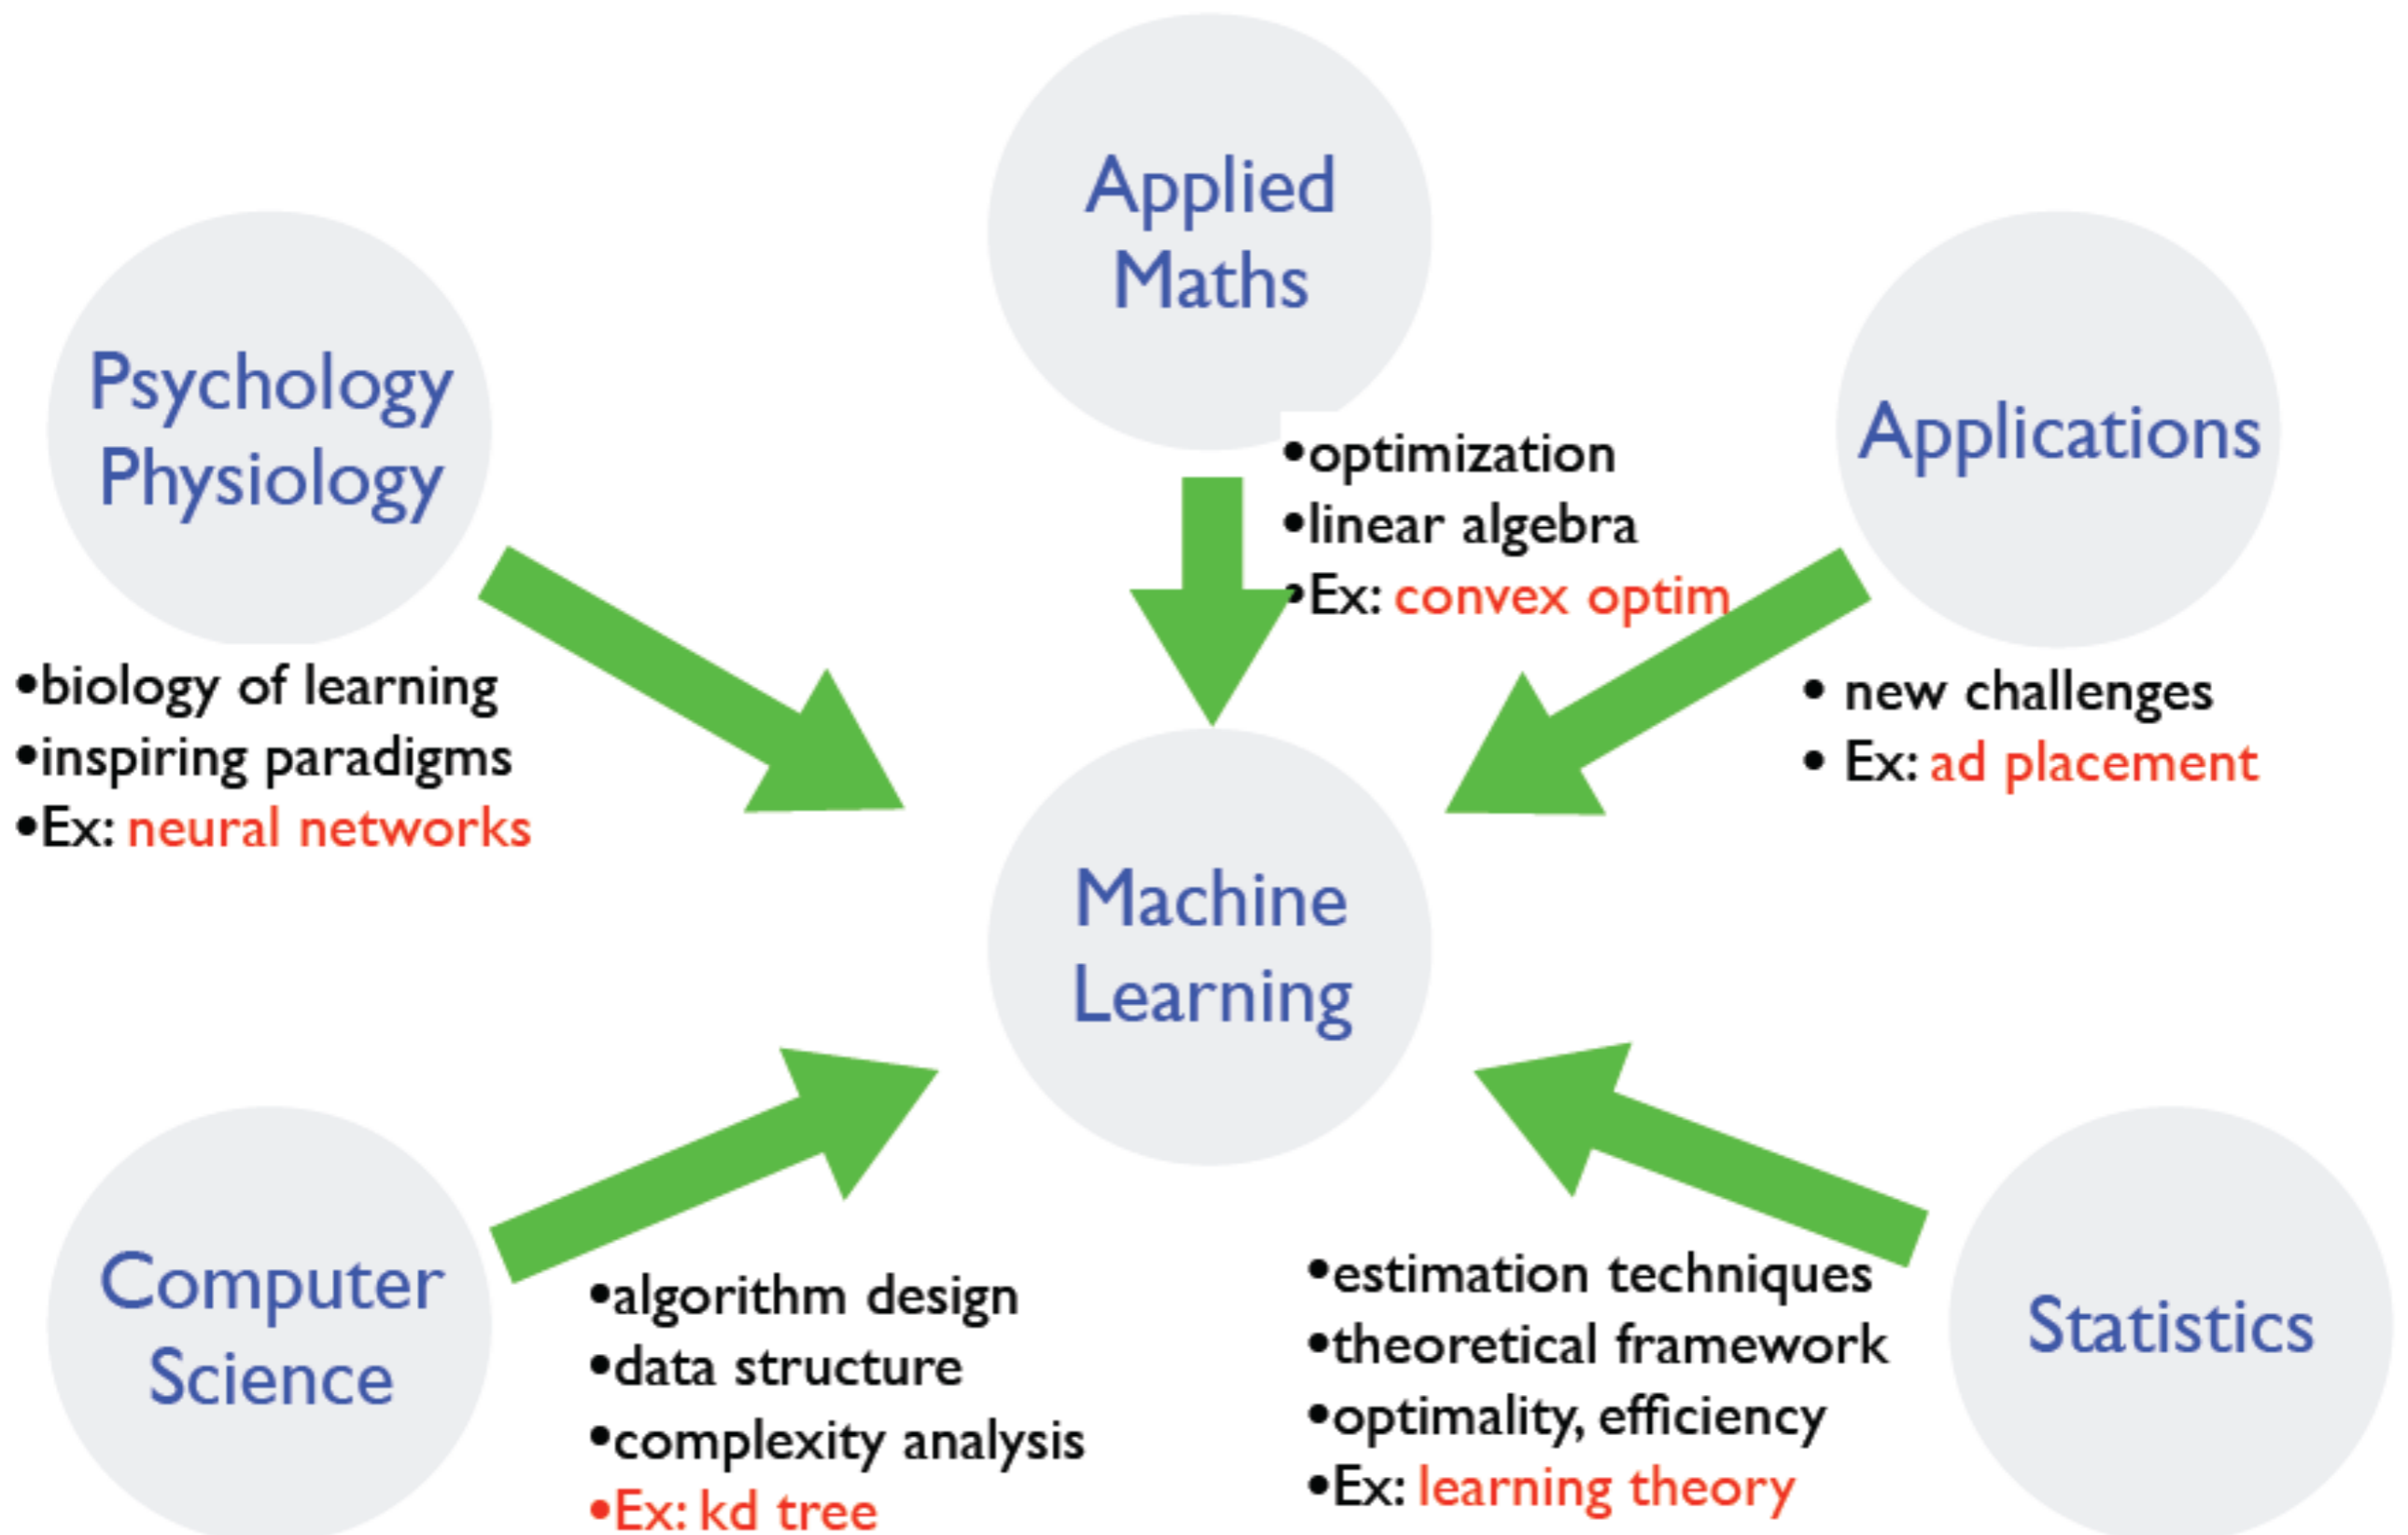 Applied
Maths
•optimization
•linear algebra
•Ex: convex optim
Psychology
Physiology
•biology of learning
•inspiring paradigms
•Ex: neural networks
Applications
• new challenges
• Ex: ad placement
Machine
Learning
Computer
Science
•algorithm design
•data structure
•complexity analysis
•Ex: kd tree
Statistics
•estimation techniques
•theoretical framework
•optimality, efficiency
•Ex: learning theory